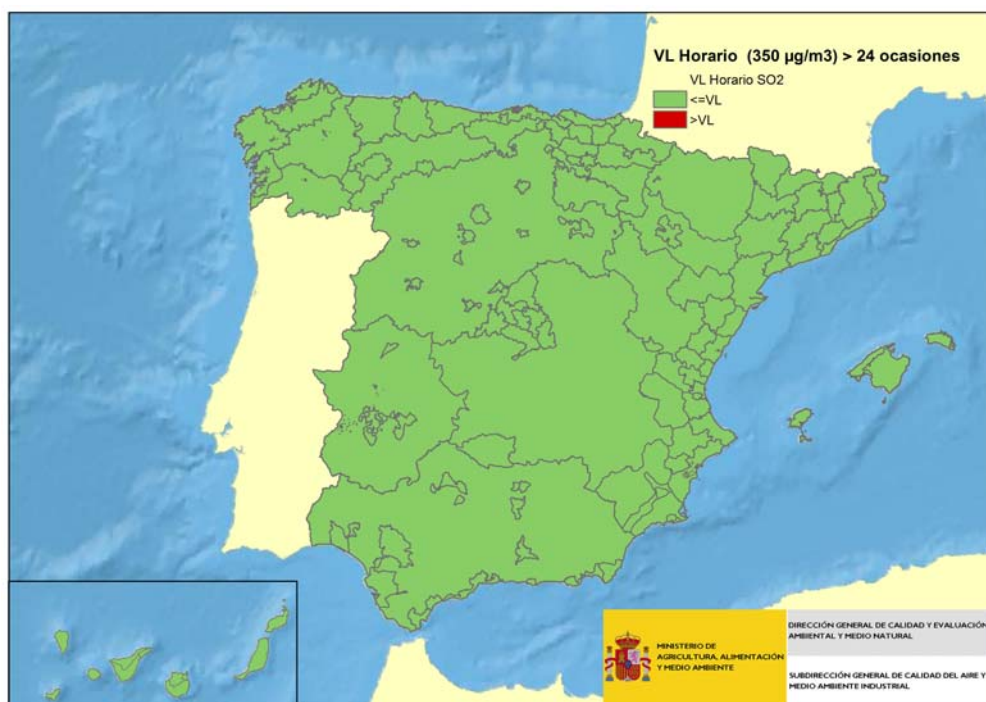 VL Horario (350 µg/m3) > 24 ocasiones
VL Horario SO2
<=VL
>VL
MINISTERIO DE
AGRICULTURA, ALIMENTACIÓN
Y MEDIO AMBIENTE
DIRECCIÓN GENERAL DE CALIDAD Y EVALUACIÓN
AMBIENTAL Y MEDIO NATURAL
SUBDIRECCIÓN GENERAL DE CALIDAD DEL AIRE Y
MEDIO AMBIENTE INDUSTRIAL